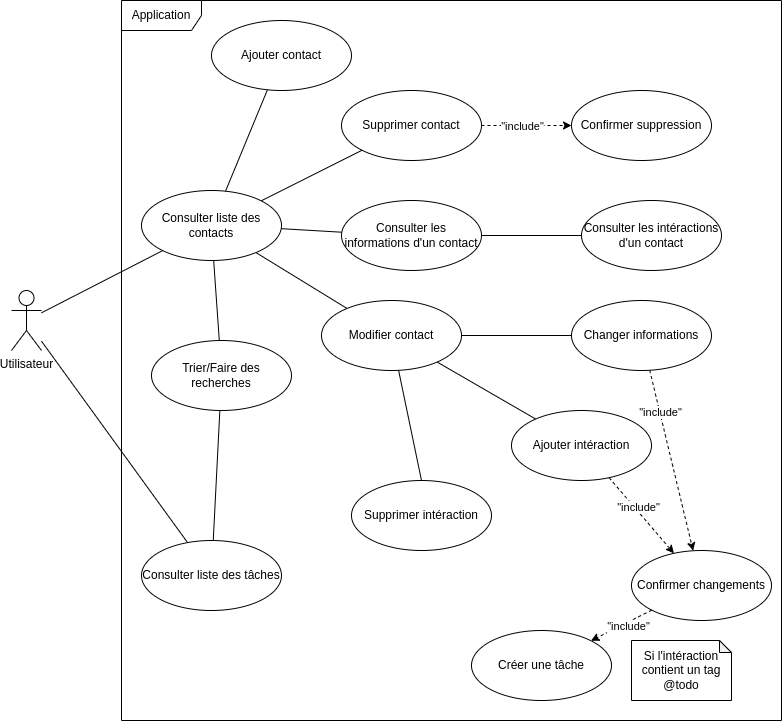 Application
Ajouter contact
Supprimer contact
"include"
Confirmer suppression
Consulter liste des
contacts
Consulter les
informations d'un contact
Consulter les intéractions
d'un contact
Utilisateur
Modifier contact
Changer informations
Trier/Faire des
recherches
"include"
Ajouter intéraction
"include"
Supprimer intéraction
Consulter liste des tâches
Confirmer changements
"include"
Créer une tâche
Si l'intéraction
contient un tag
@todo